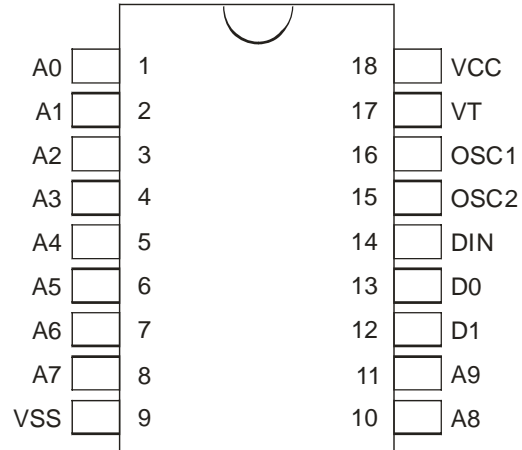 A0 1 18 VCC
A1 2 17 VT
A2 3 16 OSC1
A3 4 15 OSC2
A4 5 14 DIN
A5 6 13 D0
A6 7 12 D1
A7 8 11 A9
VSS 9 10 A8